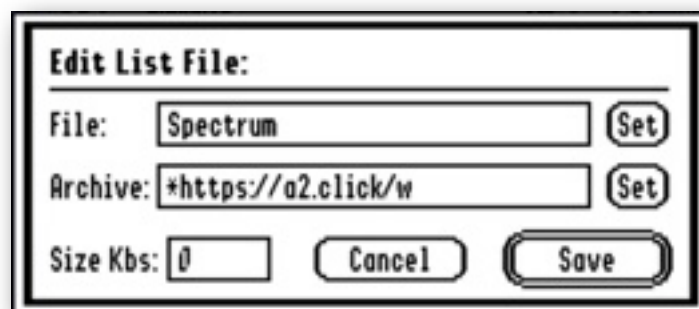 Edit List File:
File: Spectrum Set
Archive: *https://a2.click/w Set
Size Kbs: 0 Cancel Save